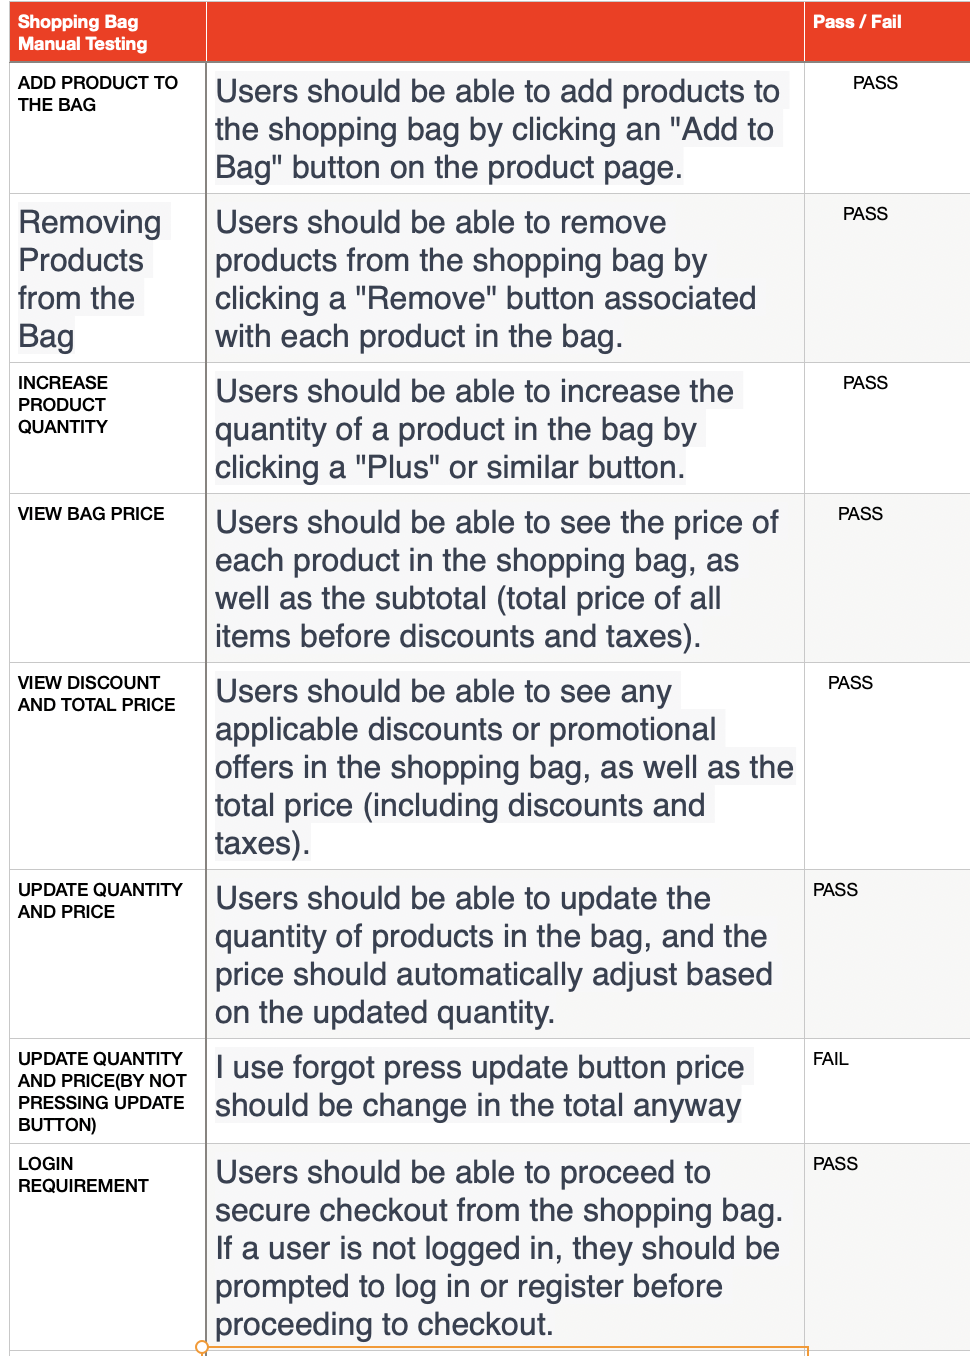 Shopping Bag
Manual Testing
Pass / Fail
ADD PRODUCT TO
THE BAG
Users should be able to add products to
the shopping bag by clicking an "Add to
Bag" button on the product page.
PASS
Removing
Products
from the
Bag
Users should be able to remove
products from the shopping bag by
clicking a "Remove" button associated
with each product in the bag.
PASS
INCREASE
PRODUCT
QUANTITY
Users should be able to increase the
quantity of a product in the bag by
clicking a "Plus" or similar button.
PASS
VIEW BAG PRICE
Users should be able to see the price of
each product in the shopping bag, as
well as the subtotal (total price of all
items before discounts and taxes).
PASS
VIEW DISCOUNT
AND TOTAL PRICE
Users should be able to see any
applicable discounts or promotional
offers in the shopping bag, as well as the
total price (including discounts and
taxes).
PASS
UPDATE QUANTITY
AND PRICE
Users should be able to update the
quantity of products in the bag, and the
price should automatically adjust based
on the updated quantity.
PASS
UPDATE QUANTITY
AND PRICE(BY NOT
PRESSING UPDATE
BUTTON)
I use forgot press update button price
should be change in the total anyway
FAIL
LOGIN
REQUIREMENT
Users should be able to proceed to
secure checkout from the shopping bag.
If a user is not logged in, they should be
prompted to log in or register before
proceeding to checkout.
PASS